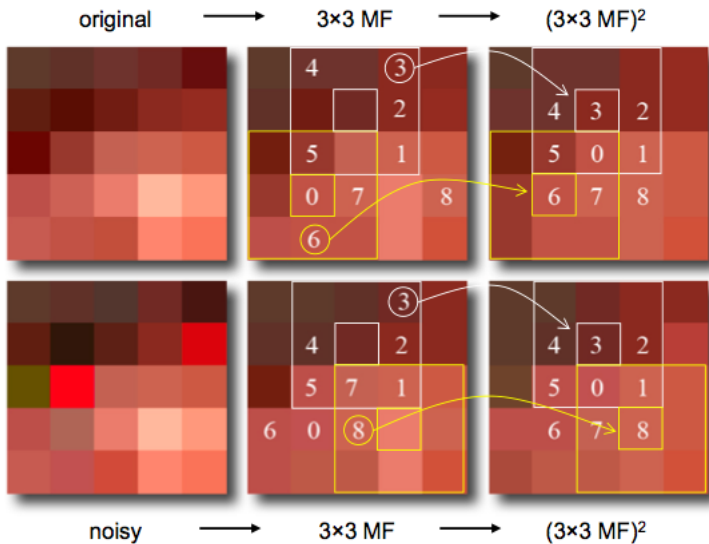 original → 3×3 MF → (3×3 MF)²
4 3
2 4 3 2
5 1 5 0 1
0 7 8 6 7 8
6
3
4 2 4 3 2
5 7 1 5 0 1
6 0 8 6 7 8
noisy → 3×3 MF → (3×3 MF)²